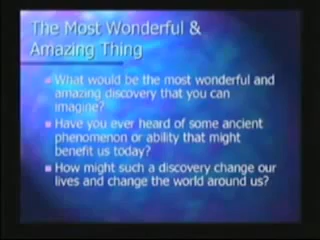 The Most Wonderful &
Amazing Thing
What would be the most wonderful and
amazing discovery that you can
imagine?
Have you ever heard of some ancient
phenomenon or ability that might
benefit us today?
How might such a discovery change our
lives and change the world around us?